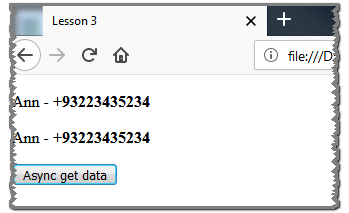 Lesson 3
file:///D
Ann - +93223435234
Ann - +93223435234
Async get data